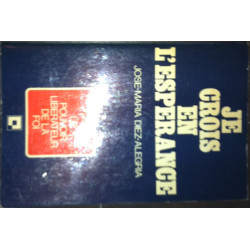 JE
CROIS
EN
L'ESPERANCE
JOSE-MARIA DIEZ-ALEGRIA
LE
POUVOIR
LIBERATEUR
DE LA
FOI